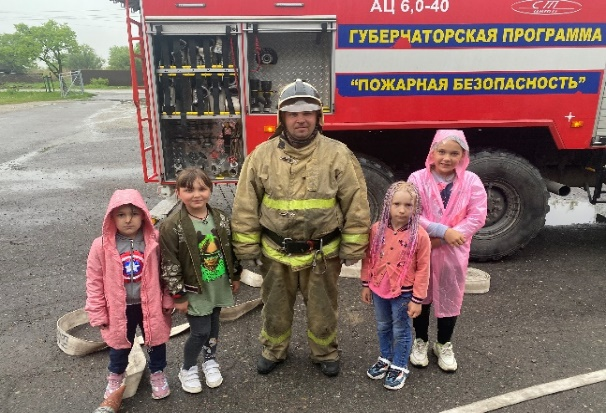 АЦ 6,0-40
ГУБЕРНАТОРСКАЯ ПРОГРАММА
"ПОЖАРНАЯ БЕЗОПАСНОСТЬ"